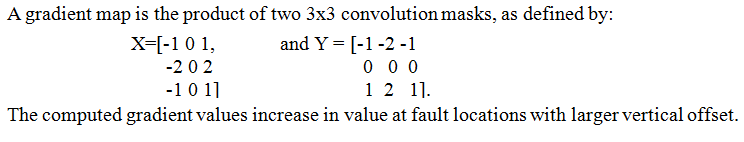 A gradient map is the product of two 3x3 convolution masks, as defined by:
X=[-1 0 1, and Y = [-1 -2 -1
-2 0 2 0 0 0
-1 0 1] 1 2 1].
The computed gradient values increase in value at fault locations with larger vertical offset.